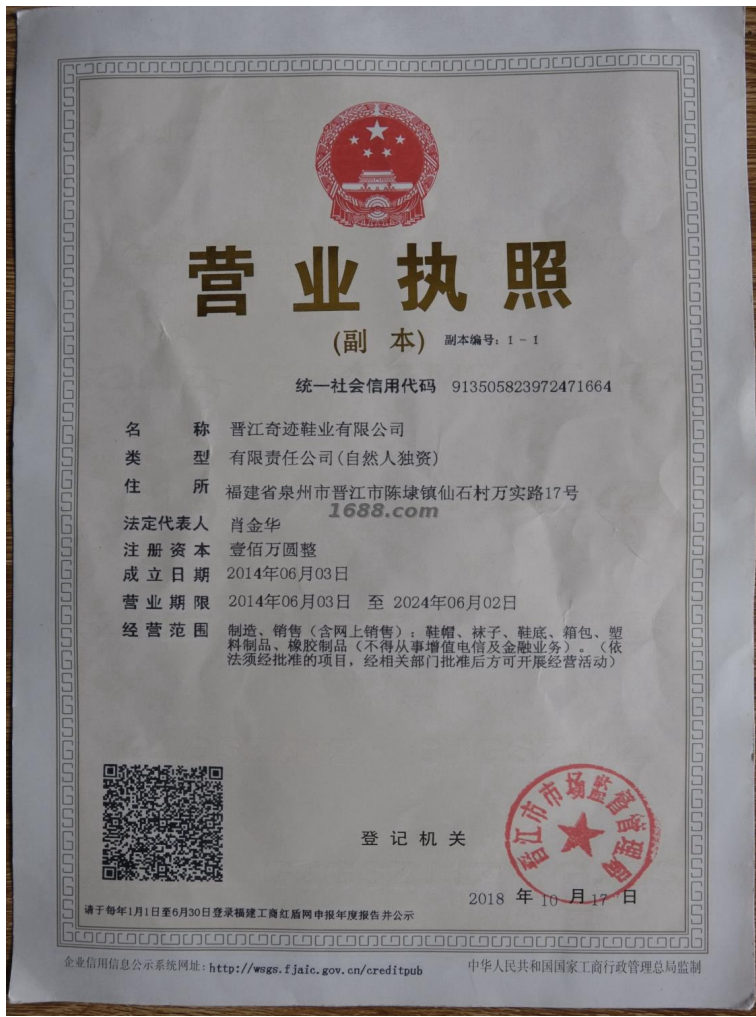 营业执照
(副 本) 副本编号: 1 - 1
统一社会信用代码 913505823972471664
名 称 晋江奇迹鞋业有限公司
类 型 有限责任公司(自然人独资)
住 所 福建省泉州市晋江市陈埭镇仙石村万实路17号
1688.com
法定代表人 肖金华
注册资本 壹佰万圆整
成立日期 2014年06月03日
营业期限 2014年06月03日 至 2024年06月02日
经营范围 制造、销售（含网上销售）: 鞋帽、袜子、鞋底、箱包、塑
料制品、橡胶制品（不得从事增值电信及金融业务）。（依
法须经批准的项目, 经相关部门批准后方可开展经营活动）
晋江市市场监督管理局
登记机关
2018 年 10 月 17 日
请于每年1月1日至6月30日登录福建工商红盾网申报年度报告并公示
企业信用信息公示系统网址: http://wsgs.fjaic.gov.cn/creditpub 中华人民共和国国家工商行政管理总局监制